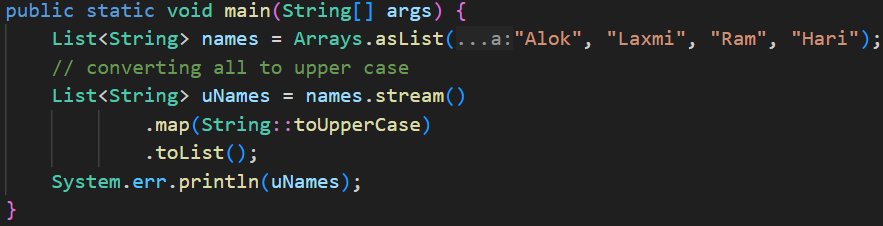 public static void main(String[] args) {
    List<String> names = Arrays.asList(...a:"Alok", "Laxmi", "Ram", "Hari");
    // converting all to upper case
    List<String> uNames = names.stream()
            .map(String::toUpperCase)
            .toList();
    System.err.println(uNames);
}